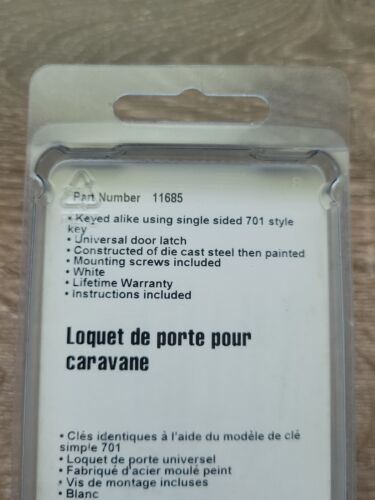 Part Number 11685
• Keyed alike using single sided 701 style
key
• Universal door latch
• Constructed of die cast steel then painted
• Mounting screws included
• White
• Lifetime Warranty
• Instructions included
Loquet de porte pour
caravane
• Clés identiques à l'aide du modèle de clé
simple 701
• Loquet de porte universel
• Fabriqué d'acier moulé peint
• Vis de montage incluses
• Blanc